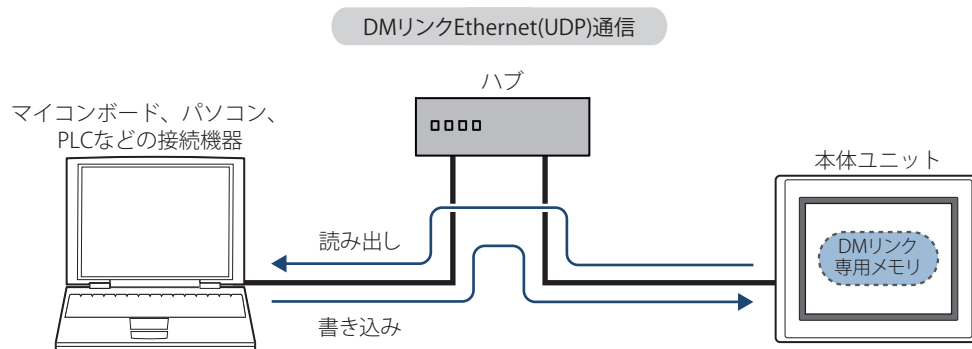 DMリンクEthernet(UDP)通信
ハブ
マイコンボード、パソコン、
PLCなどの接続機器
本体ユニット
読み出し
DMリンク
専用メモリ
書き込み